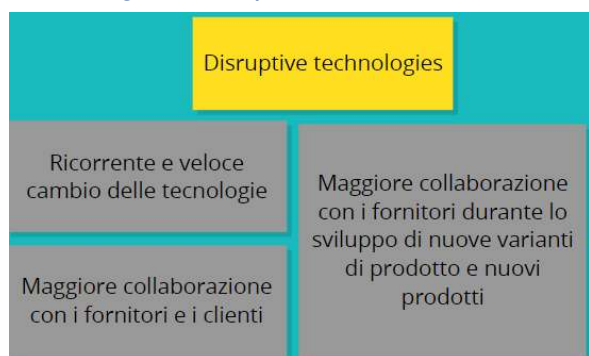 Disruptive technologies
Ricorrente e veloce
cambio delle tecnologie
Maggiore collaborazione
con i fornitori e i clienti
Maggiore collaborazione
con i fornitori durante lo
sviluppo di nuove varianti
di prodotto e nuovi
prodotti